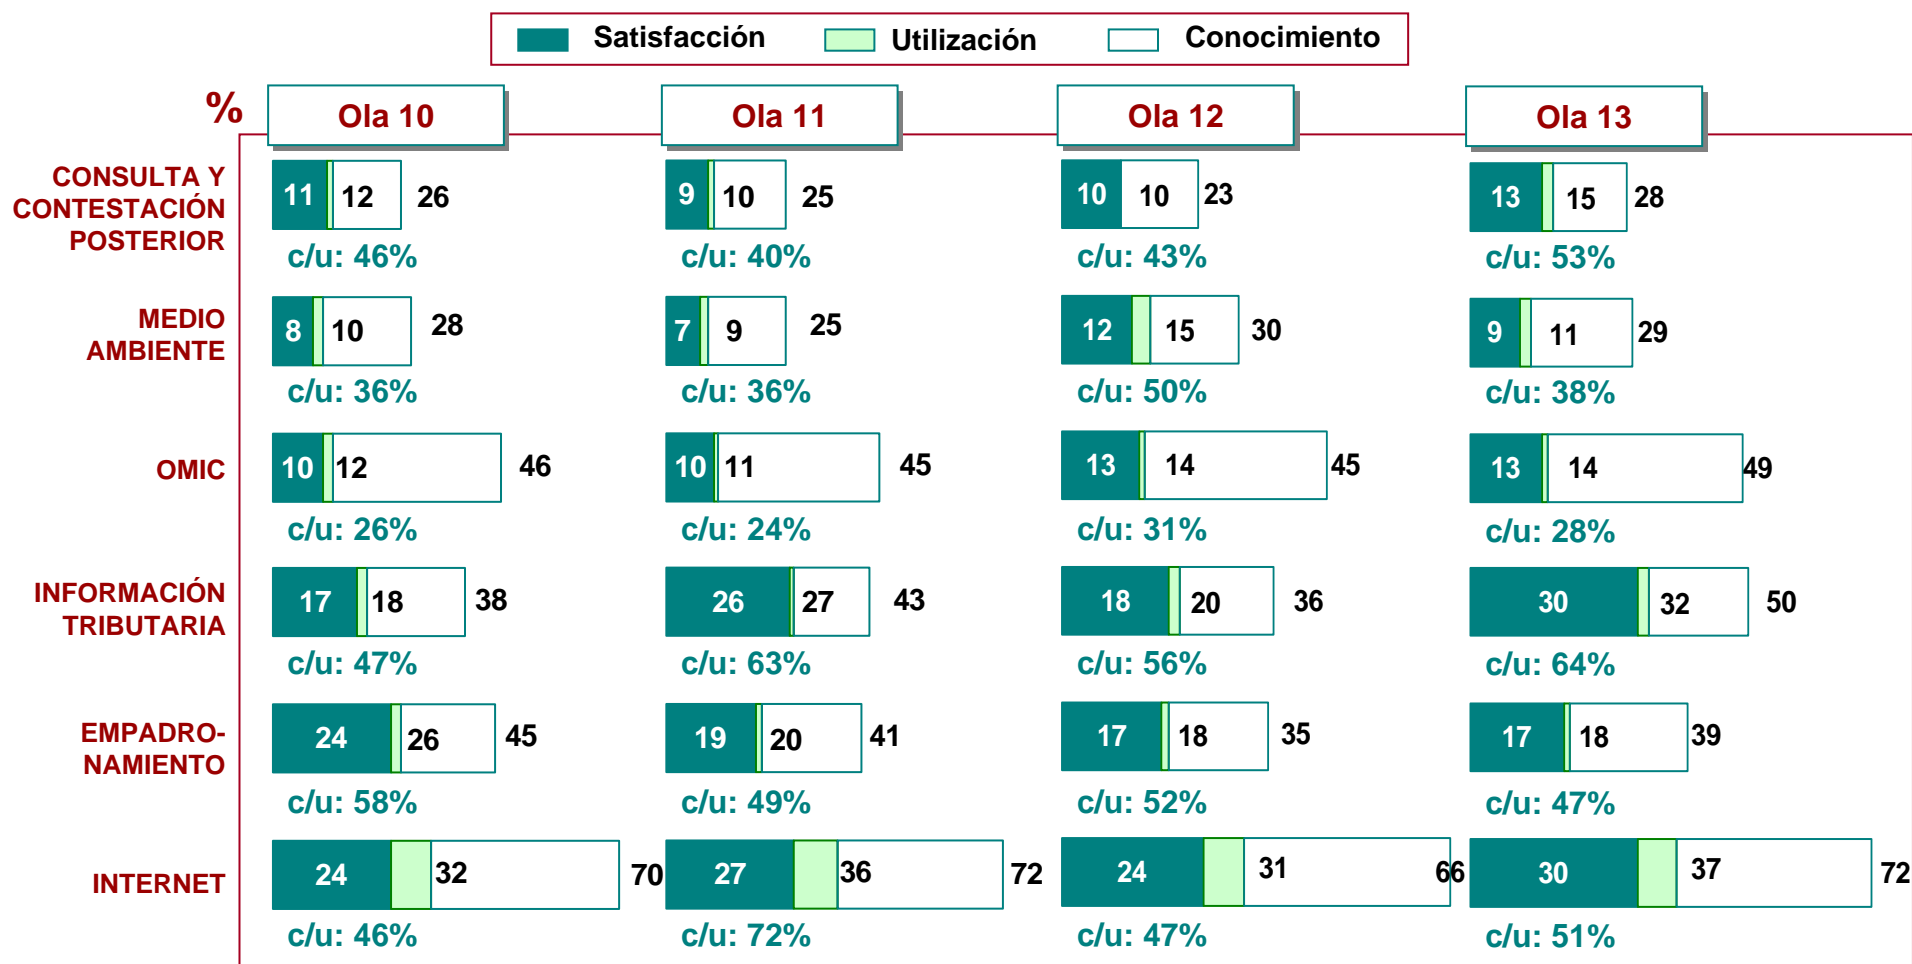 Satisfacción Utilización Conocimiento
% Ola 10 Ola 11 Ola 12 Ola 13
CONSULTA Y
CONTESTACIÓN
POSTERIOR
11 12 26 9 10 25 10 10 23 13 15 28
c/u: 46% c/u: 40% c/u: 43% c/u: 53%
MEDIO
AMBIENTE
8 10 28 7 9 25 12 15 30 9 11 29
c/u: 36% c/u: 36% c/u: 50% c/u: 38%
OMIC 10 12 46 10 11 45 13 14 45 13 14 49
c/u: 26% c/u: 24% c/u: 31% c/u: 28%
INFORMACIÓN
TRIBUTARIA
17 18 38 26 27 43 18 20 36 30 32 50
c/u: 47% c/u: 63% c/u: 56% c/u: 64%
EMPADRO-
NAMIENTO
24 26 45 19 20 41 17 18 35 17 18 39
c/u: 58% c/u: 49% c/u: 52% c/u: 47%
INTERNET 24 32 70 27 36 72 24 31 66 30 37 72
c/u: 46% c/u: 72% c/u: 47% c/u: 51%